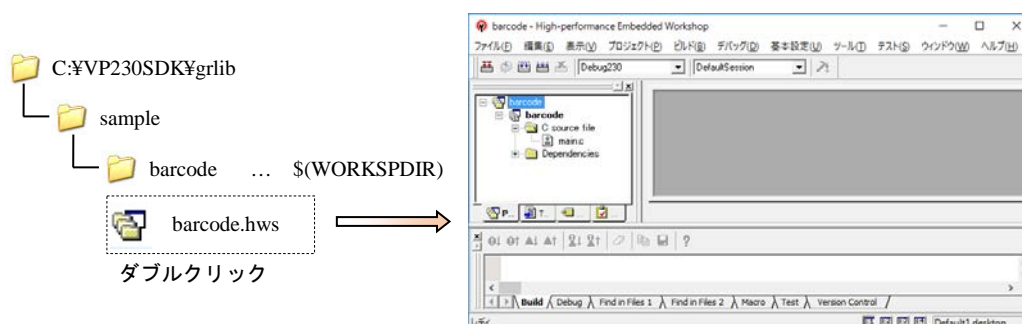 C:¥VP230SDK¥grlib
sample
barcode … $(WORKSPDIR)
barcode.hws
ダブルクリック
barcode - High-performance Embedded Workshop
ファイル(F) 編集(E) 表示(V) プロジェクト(P) ビルド(B) デバッグ(D) 基本設定(U) ツール(T) テスト(S) ウィンドウ(W) ヘルプ(H)
Debug230 DefaultSession
barcode
barcode
C source file
main.c
Dependencies
P... T...
Build Debug Find in Files 1 Find in Files 2 Macro Test Version Control
Default1 desktop